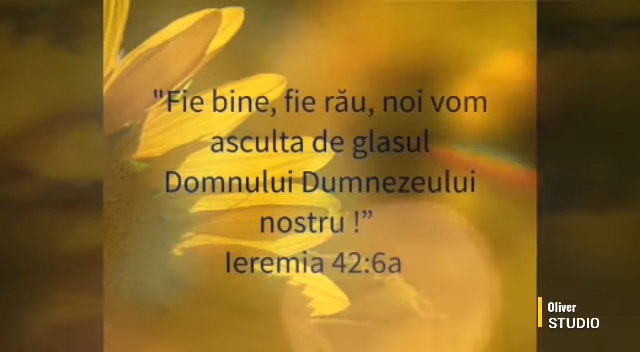 "Fie bine, fie rău, noi vom
asculta de glasul
Domnului Dumnezeului
nostru !”
Ieremia 42:6a
Oliver
STUDIO